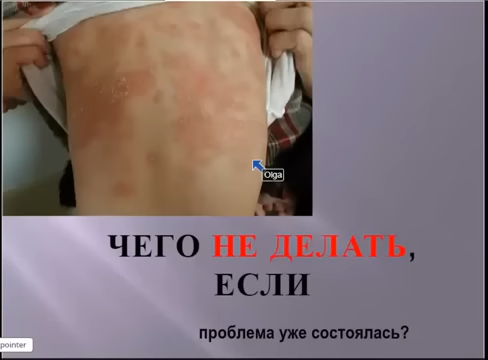 Olga
ЧЕГО НЕ ДЕЛАТЬ,
ЕСЛИ
проблема уже состоялась?
pointer